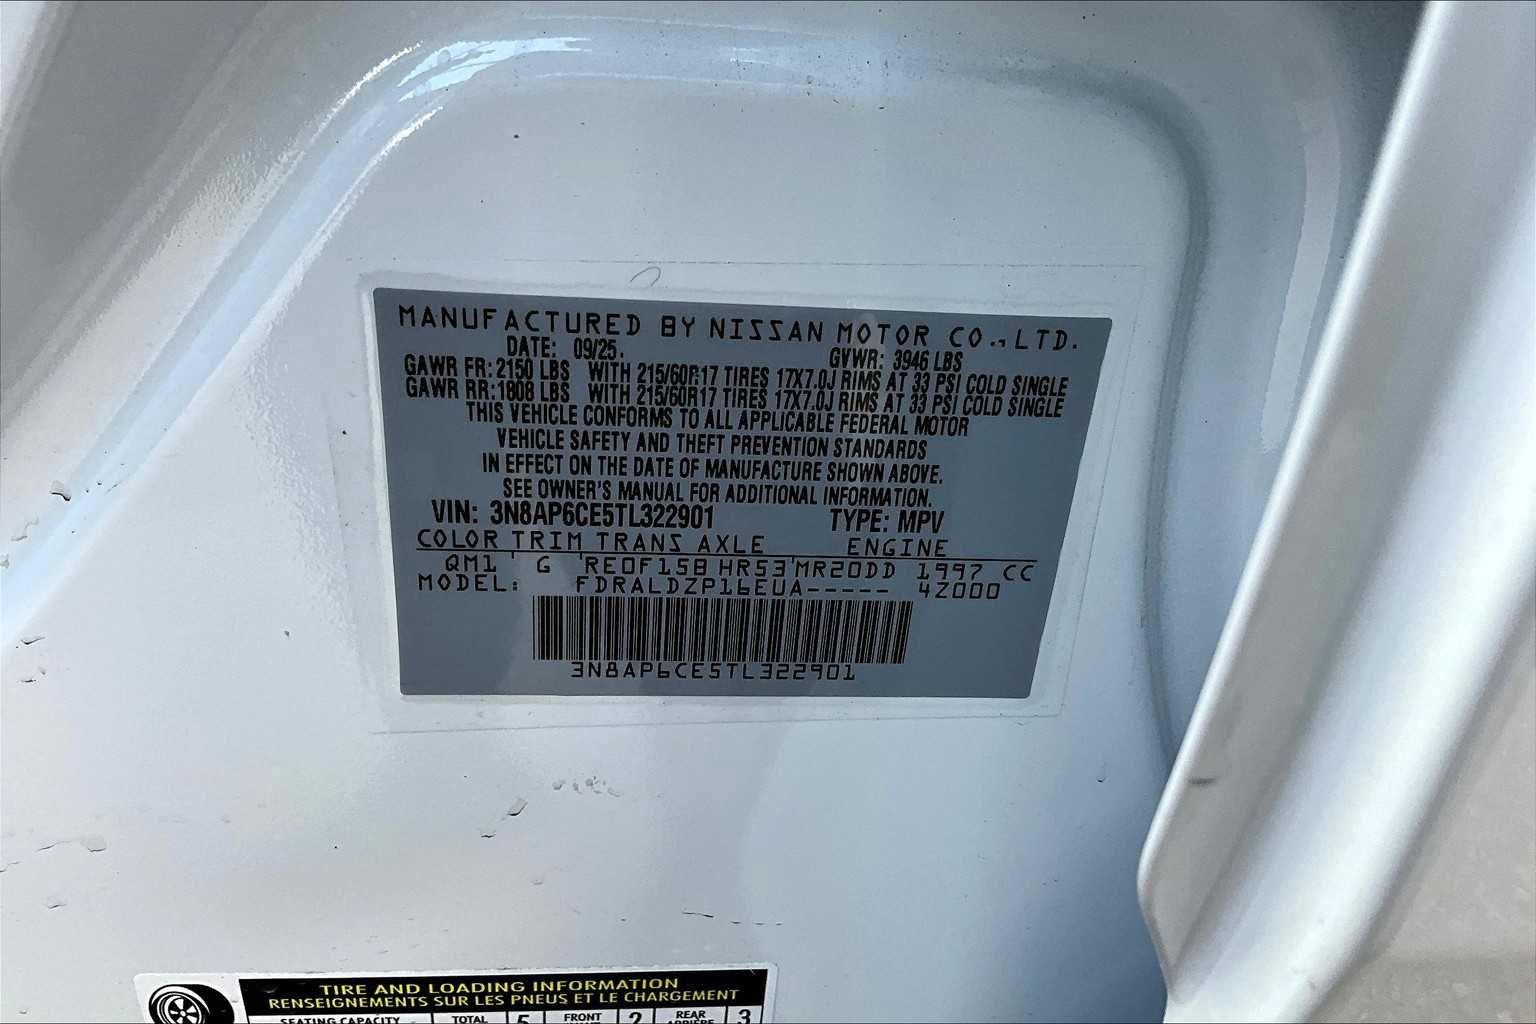 MANUFACTURED BY NISSAN MOTOR CO., LTD.
DATE: 09/25. GVWR: 3946 LBS
GAWR FR: 2150 LBS WITH 215/60R17 TIRES 17X7.0J RIMS AT 33 PSI COLD SINGLE
GAWR RR: 1808 LBS WITH 215/60R17 TIRES 17X7.0J RIMS AT 33 PSI COLD SINGLE
THIS VEHICLE CONFORMS TO ALL APPLICABLE FEDERAL MOTOR
VEHICLE SAFETY AND THEFT PREVENTION STANDARDS
IN EFFECT ON THE DATE OF MANUFACTURE SHOWN ABOVE.
SEE OWNER'S MANUAL FOR ADDITIONAL INFORMATION.
VIN: 3N8AP6CE5TL322901 TYPE: MPV
COLOR TRIM TRANS AXLE ENGINE
QM1 G RE0F15B HR53 MR20DD 1997 CC
MODEL: FDRALDZP16EUA----- 4Z000
3N8AP6CE5TL322901
TIRE AND LOADING INFORMATION
RENSEIGNEMENTS SUR LES PNEUS ET LE CHARGEMENT
SEATING CAPACITY TOTAL 5 FRONT 2 REAR 3